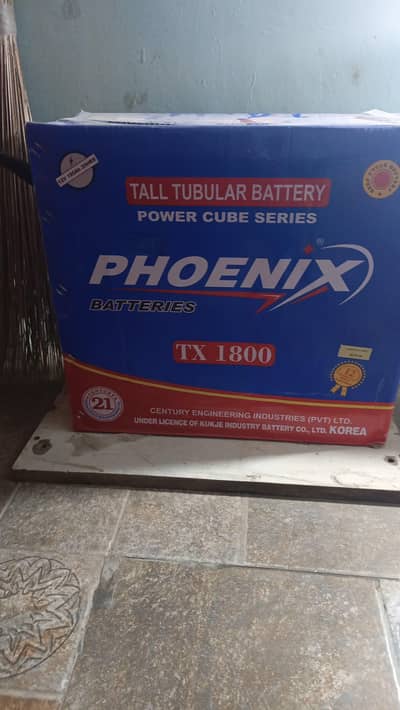 TALL TUBULAR BATTERY
POWER CUBE SERIES
PHOENIX
BATTERIES
TX 1800
21
CENTURY ENGINEERING INDUSTRIES (PVT) LTD.
UNDER LICENCE OF KUKJE INDUSTRY BATTERY CO., LTD. KOREA